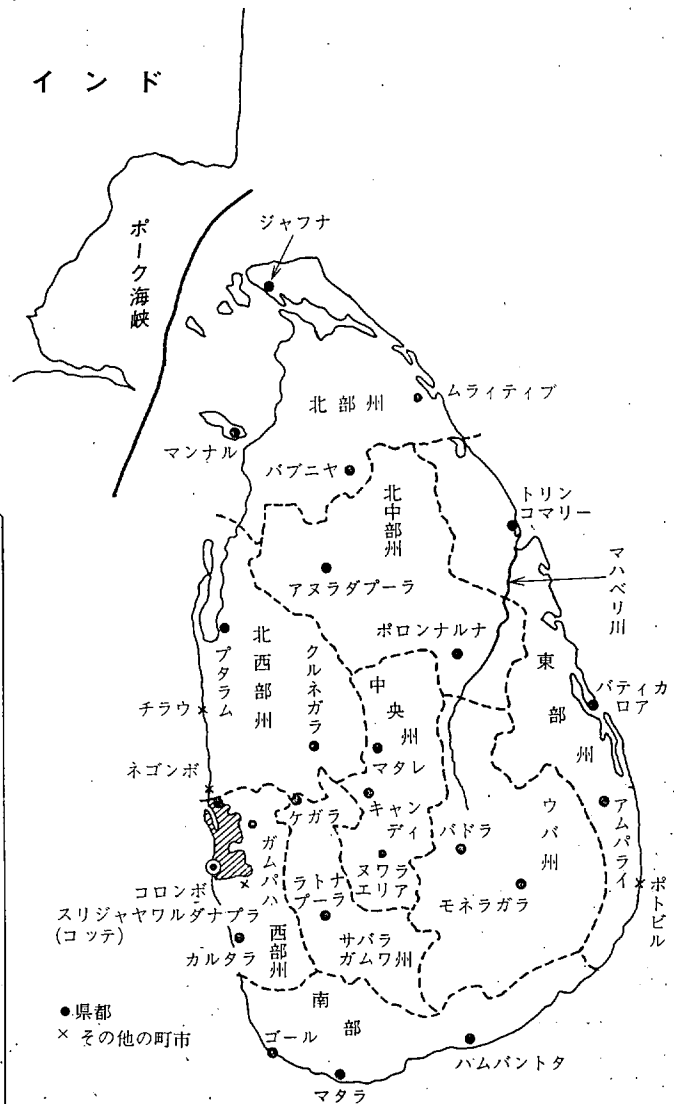 インド
ポーク海峡
ジャフナ
北部州
ムライティブ
マンナル
バブニヤ
北中部州
トリン
コマリー
アヌラダプーラ
マハベリ川
ポロンナルナ
北西部州
プタラム
クルネガラ
中央州
東部州
バティカ
ロア
チラウ
マタレ
ネゴンボ
ケガラ
キャン
ディ
バドラ
ウバ州
アムパライ
ガムパハ
ヌワラ
エリア
ラトナ
プーラ
モネラガラ
ポトビル
コロンボ
スリジャヤワルダナプラ
(コッテ)
カルタラ
西部州
サバラ
ガムワ州
南部
●県都
× その他の町市
ゴール
ハムバントタ
マタラ